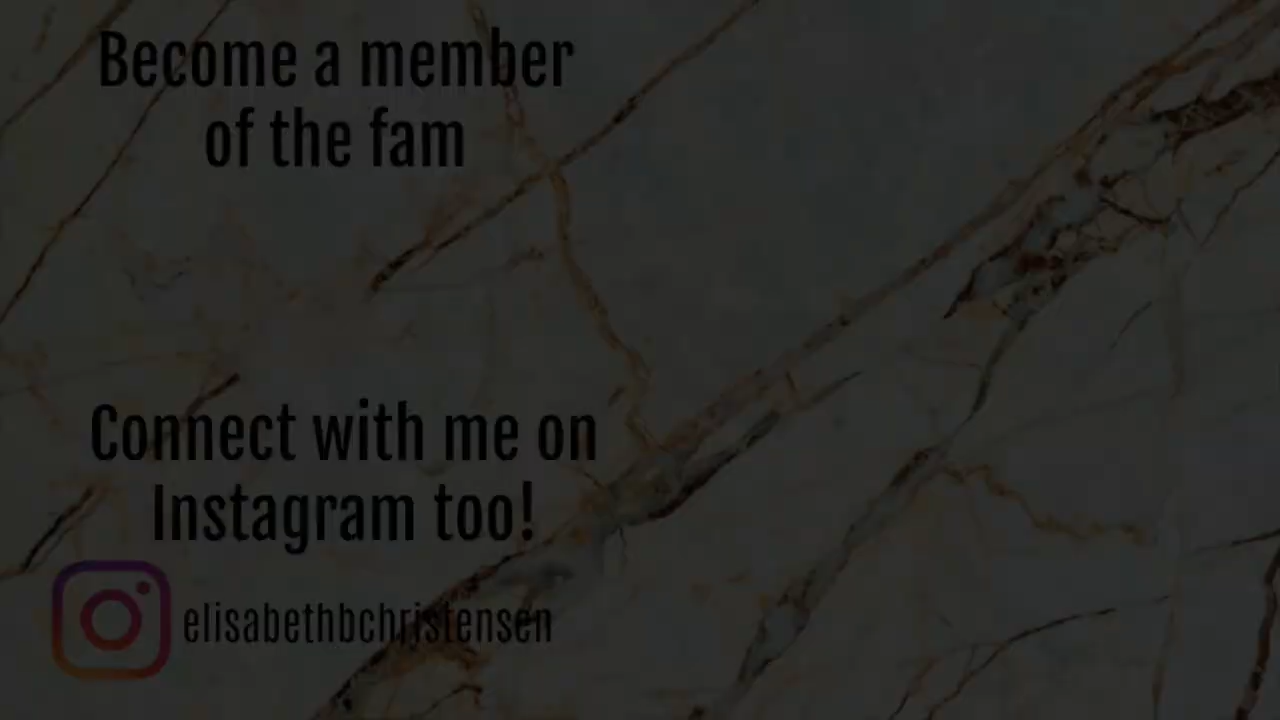 Become a member
of the fam
Connect with me on
Instagram too!
elisabethbchristensen